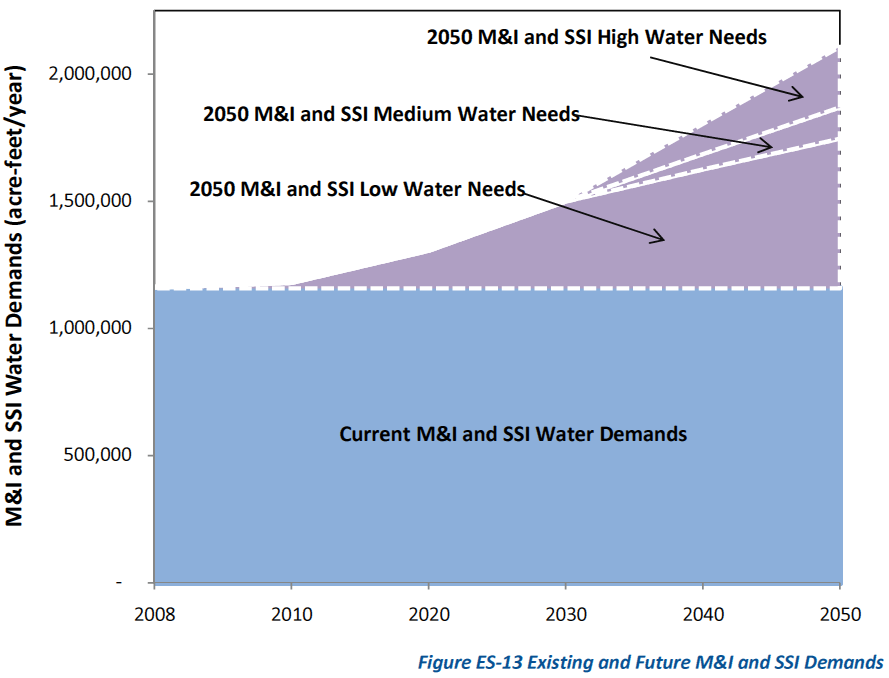 2050 M&I and SSI High Water Needs
2,000,000
2050 M&I and SSI Medium Water Needs
2050 M&I and SSI Low Water Needs
1,500,000
1,000,000
Current M&I and SSI Water Demands
500,000
-
M&I and SSI Water Demands (acre-feet/year)
2008 2010 2020 2030 2040 2050
Figure ES-13 Existing and Future M&I and SSI Demands